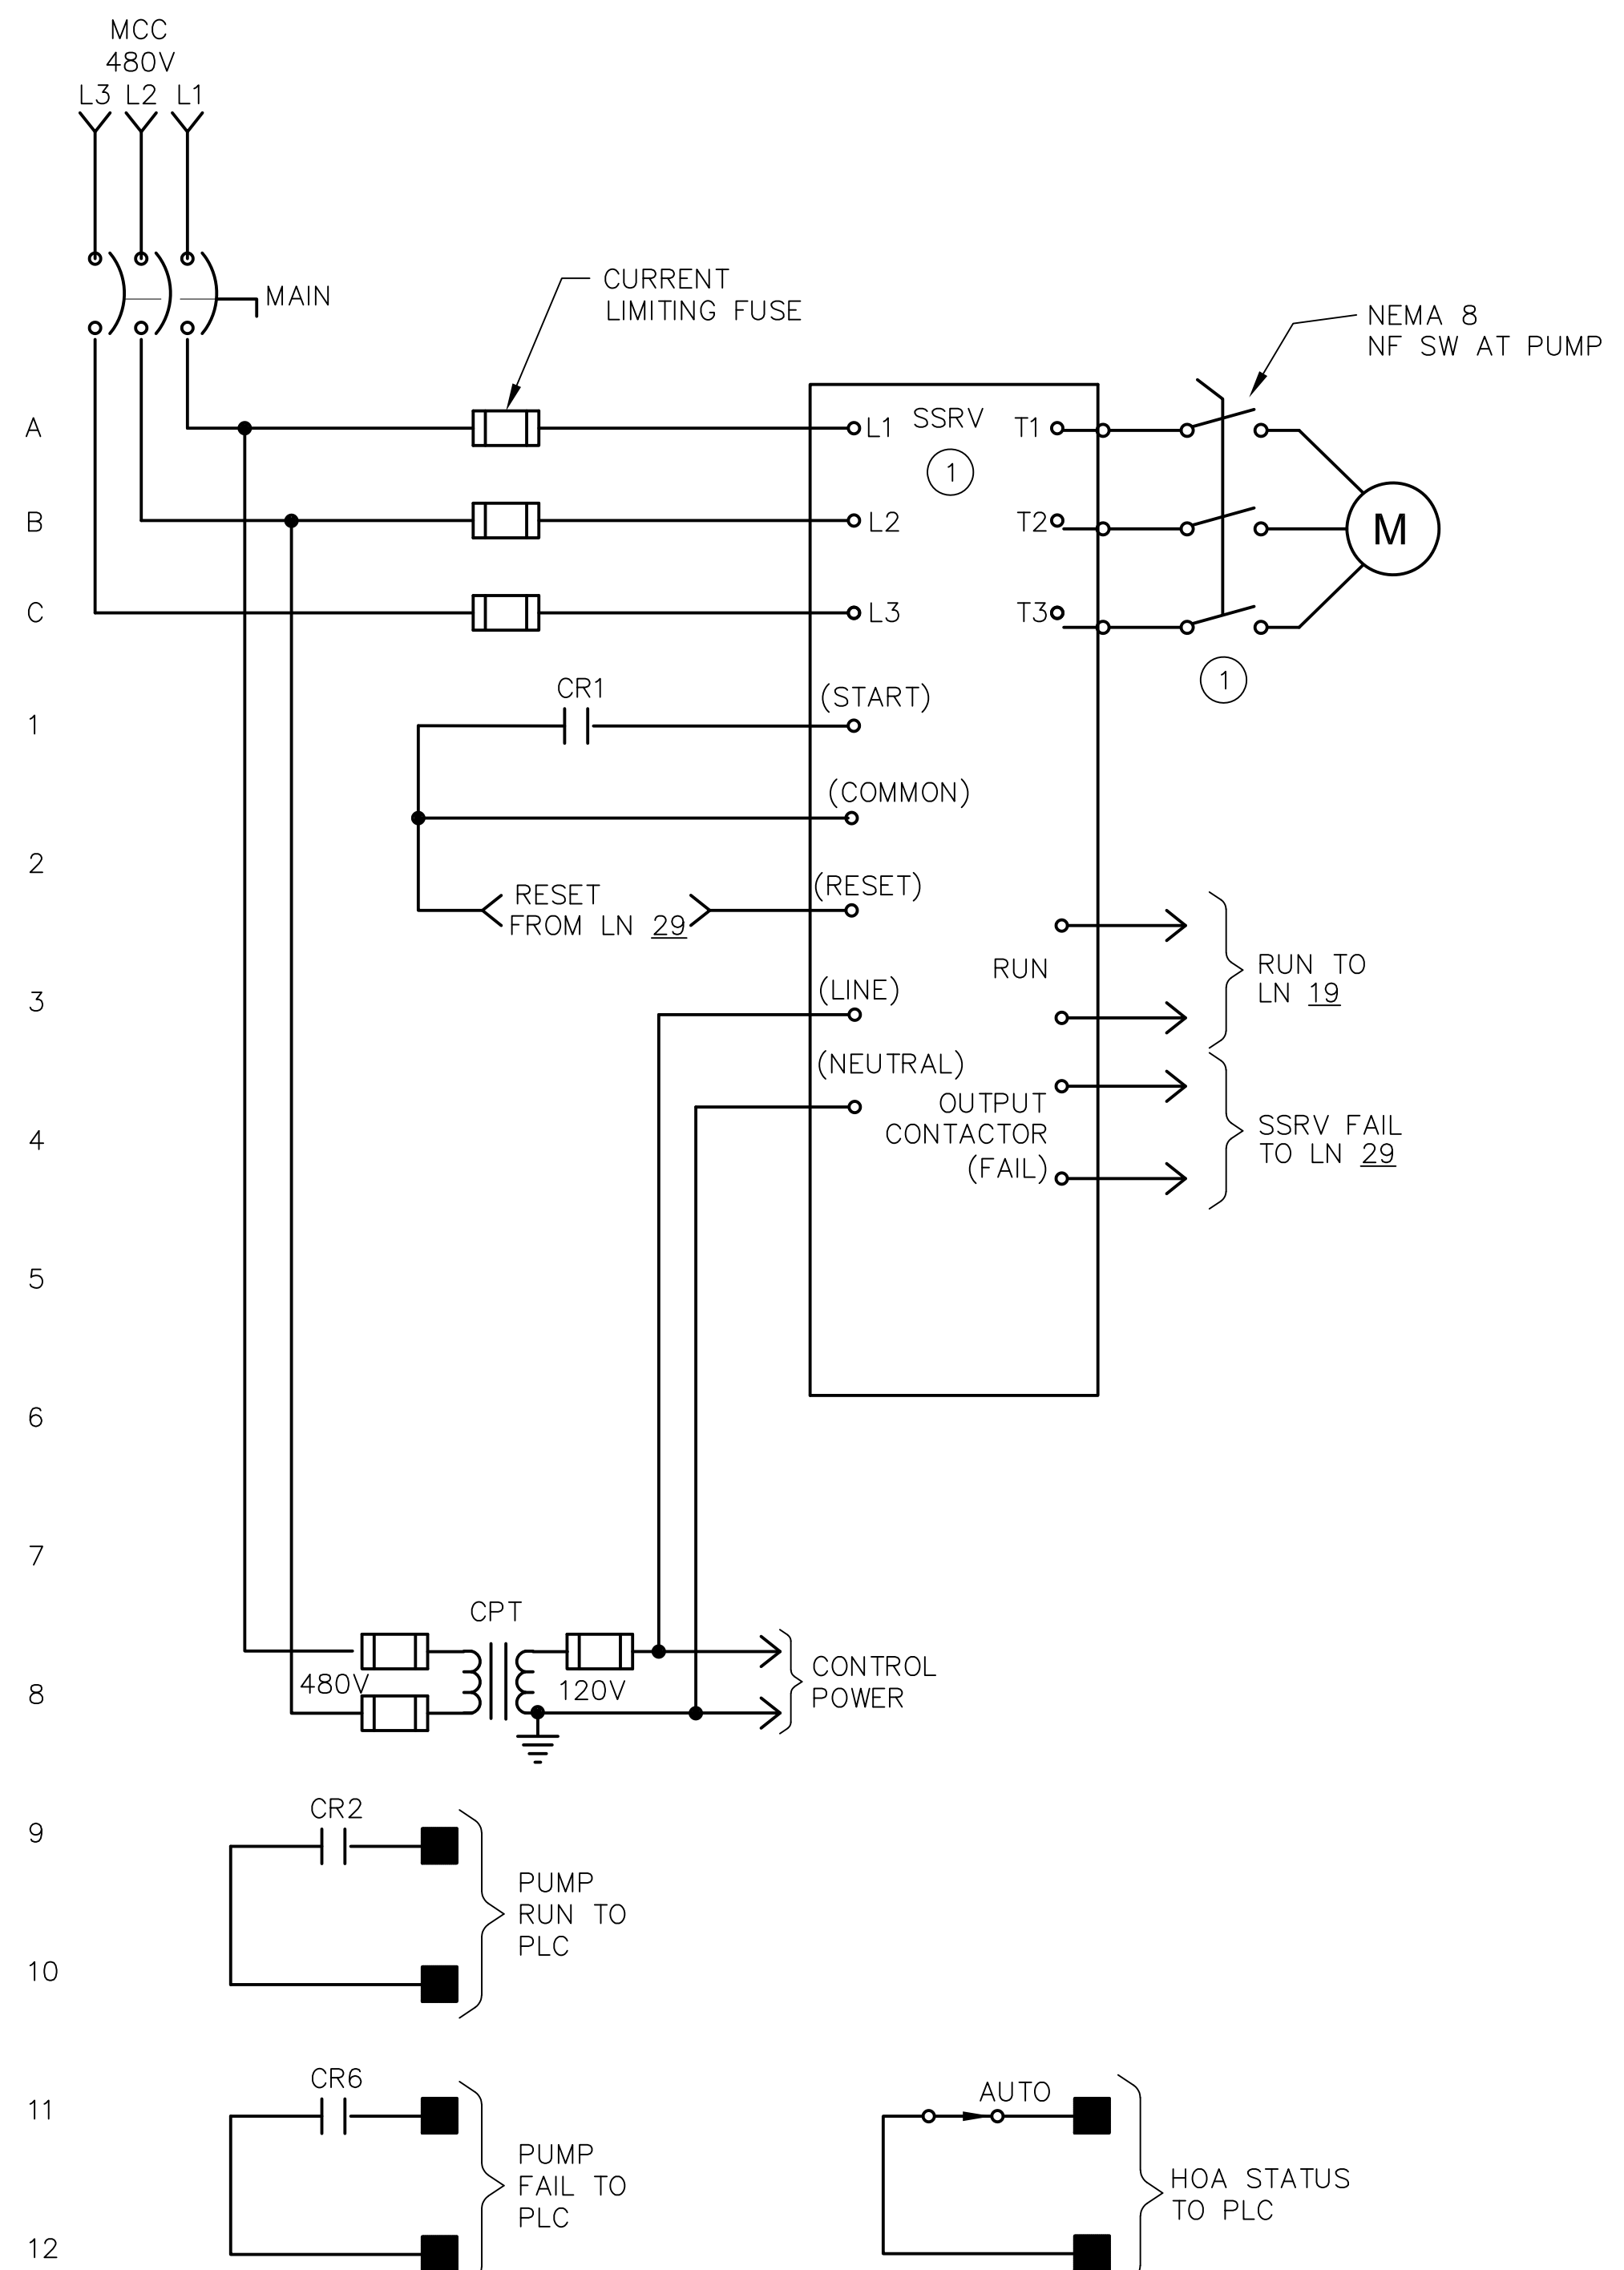 MCC
480V
L3 L2 L1
MAIN
CURRENT
LIMITING FUSE
NEMA 8
NF SW AT PUMP
A
L1
SSRV
T1
1
B
L2
T2
M
C
L3
T3
1
CR1
(START)
1
(COMMON)
2
RESET
FROM LN 29
(RESET)
RUN
RUN TO
LN 19
3
(LINE)
(NEUTRAL)
OUTPUT
CONTACTOR
(FAIL)
SSRV FAIL
TO LN 29
4
5
6
7
CPT
480V
120V
CONTROL
POWER
8
CR2
9
PUMP
RUN TO
PLC
10
CR6
11
PUMP
FAIL TO
PLC
AUTO
HOA STATUS
TO PLC
12